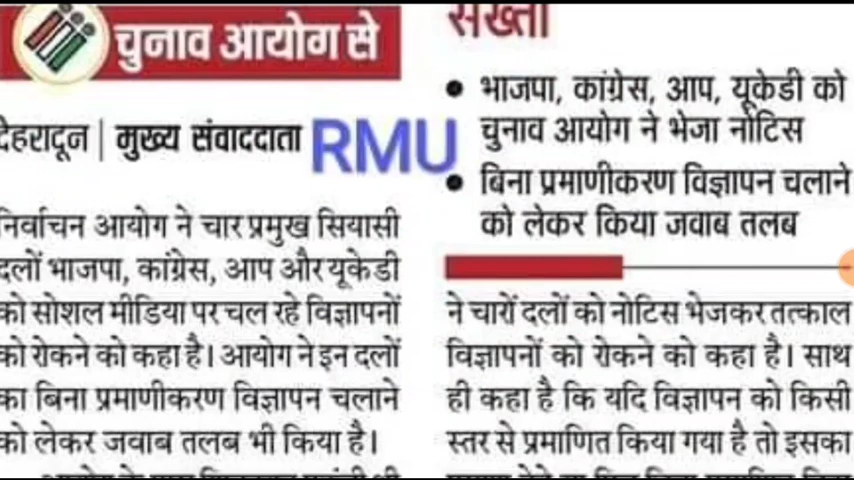 चुनाव आयोग से
देहरादून | मुख्य संवाददाता
RMU
निर्वाचन आयोग ने चार प्रमुख सियासी
दलों भाजपा, कांग्रेस, आप और यूकेडी
को सोशल मीडिया पर चल रहे विज्ञापनों
को रोकने को कहा है। आयोग ने इन दलों
का बिना प्रमाणीकरण विज्ञापन चलाने
को लेकर जवाब तलब भी किया है।
सख्ती
• भाजपा, कांग्रेस, आप, यूकेडी को
चुनाव आयोग ने भेजा नोटिस
• बिना प्रमाणीकरण विज्ञापन चलाने
को लेकर किया जवाब तलब
ने चारों दलों को नोटिस भेजकर तत्काल
विज्ञापनों को रोकने को कहा है। साथ
ही कहा है कि यदि विज्ञापन को किसी
स्तर से प्रमाणित किया गया है तो इसका